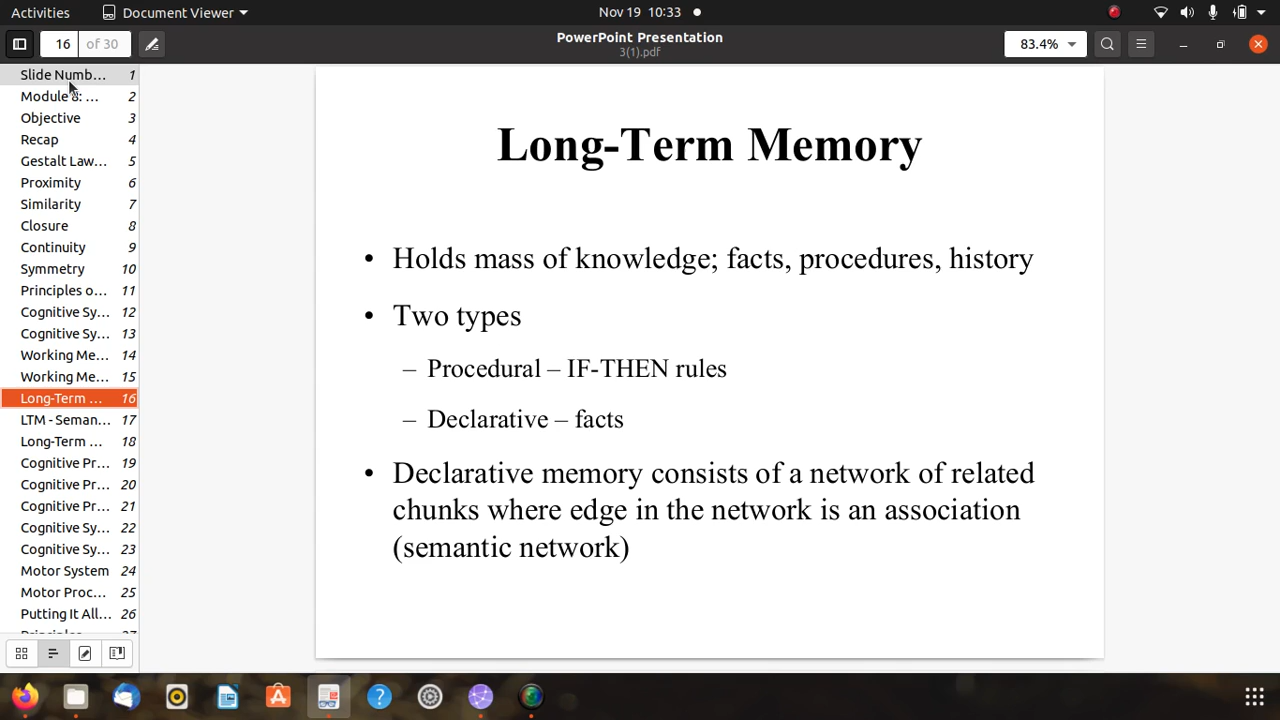 Activities
Document Viewer
Nov 19 10:33
16 of 30
PowerPoint Presentation
3(1).pdf
83.4%
Slide Numb... 1
Module 8: ... 2
Objective 3
Recap 4
Gestalt Law... 5
Proximity 6
Similarity 7
Closure 8
Continuity 9
Symmetry 10
Principles o... 11
Cognitive Sy... 12
Cognitive Sy... 13
Working Me... 14
Working Me... 15
Long-Term ... 16
LTM - Seman... 17
Long-Term ... 18
Cognitive Pr... 19
Cognitive Pr... 20
Cognitive Pr... 21
Cognitive Sy... 22
Cognitive Sy... 23
Motor System 24
Motor Proc... 25
Putting It All... 26
Long-Term Memory
• Holds mass of knowledge; facts, procedures, history
• Two types
– Procedural – IF-THEN rules
– Declarative – facts
• Declarative memory consists of a network of related
chunks where edge in the network is an association
(semantic network)